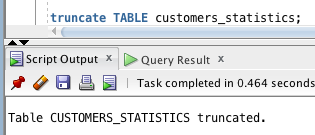 truncate TABLE customers_statistics;
Script Output x Query Result x
Task completed in 0.464 seconds
Table CUSTOMERS_STATISTICS truncated.